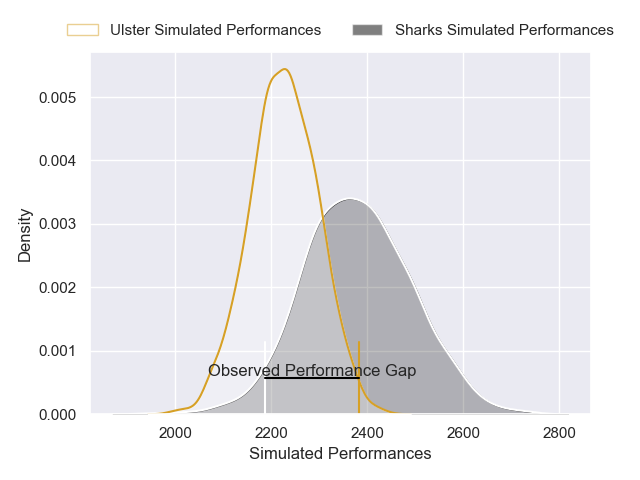 Ulster Simulated Performances Sharks Simulated Performances
0.005
0.004
0.003
0.002
0.001
0.000
Density
Observed Performance Gap
2000 2200 2400 2600 2800
Simulated Performances